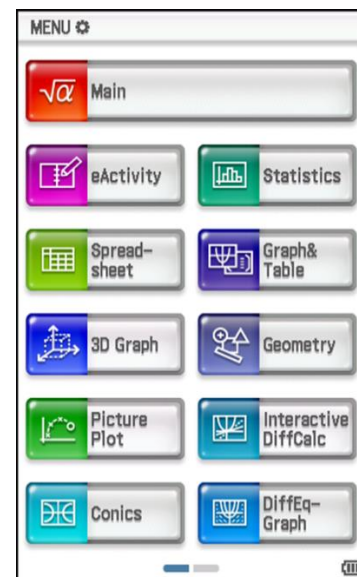 MENU
√α Main
eActivity
Statistics
Spread-
sheet
Graph&
Table
3D Graph
Geometry
Picture
Plot
Interactive
DiffCalc
Conics
DiffEq-
Graph